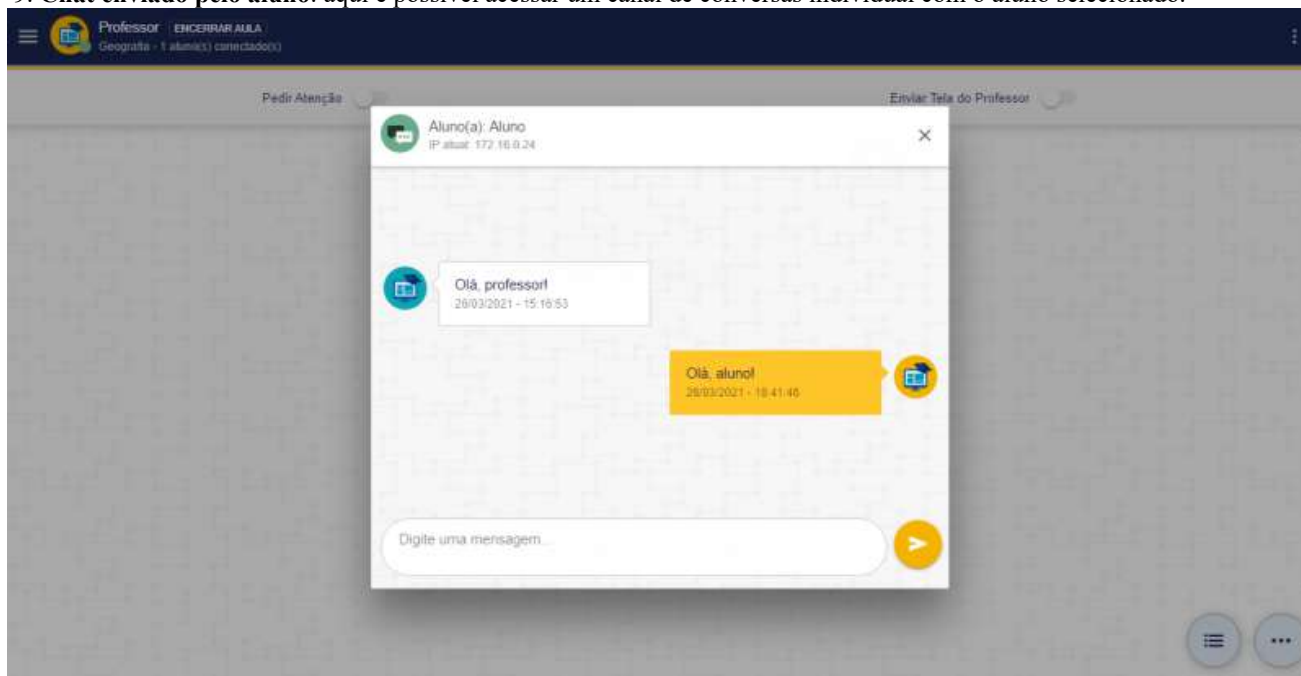 9. Chat enviado pelo aluno: aqui é possível acessar um canal de conversas individual com o aluno selecionado.
Professor ENCERRAR AULA
Geografia - 1 aluno(s) conectado(s)
Pedir Atenção
Enviar Tela do Professor
Aluno(a): Aluno
IP atual: 172.16.0.24
Olá, professor!
26/03/2021 - 15:16:53
Olá, aluno!
26/03/2021 - 18:41:46
Digite uma mensagem...